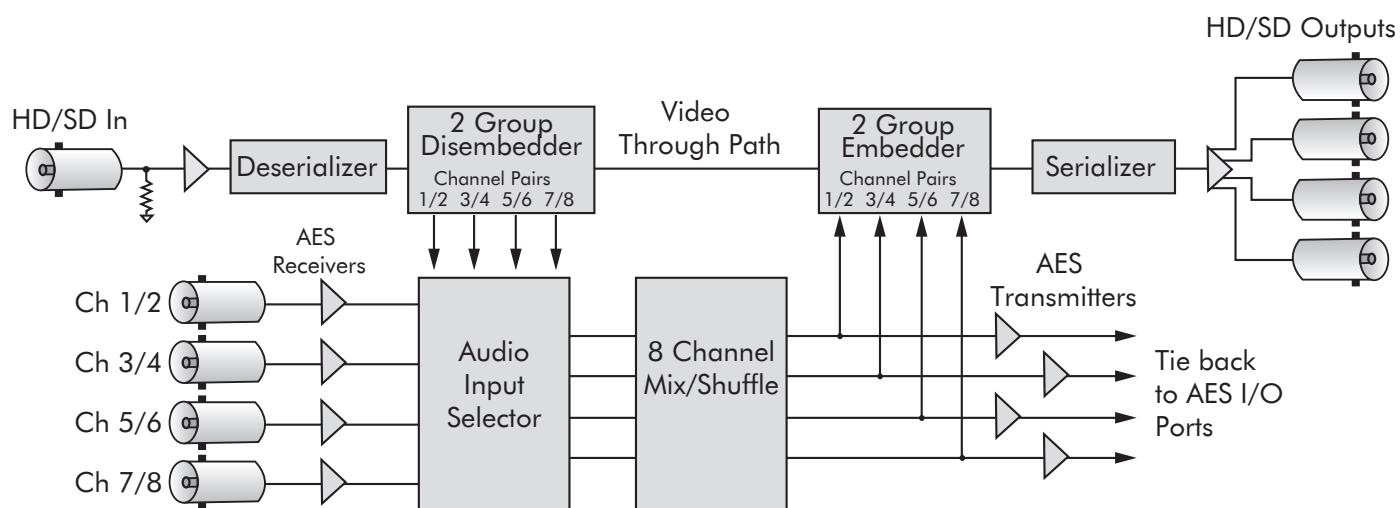 HD/SD Outputs
HD/SD In
Deserializer
2 Group
Disembedder
Channel Pairs
1/2 3/4 5/6 7/8
Video
Through Path
2 Group
Embedder
Channel Pairs
1/2 3/4 5/6 7/8
Serializer
AES
Receivers
Ch 1/2
Ch 3/4
Ch 5/6
Ch 7/8
Audio
Input
Selector
8 Channel
Mix/Shuffle
AES
Transmitters
Tie back
to AES I/O
Ports